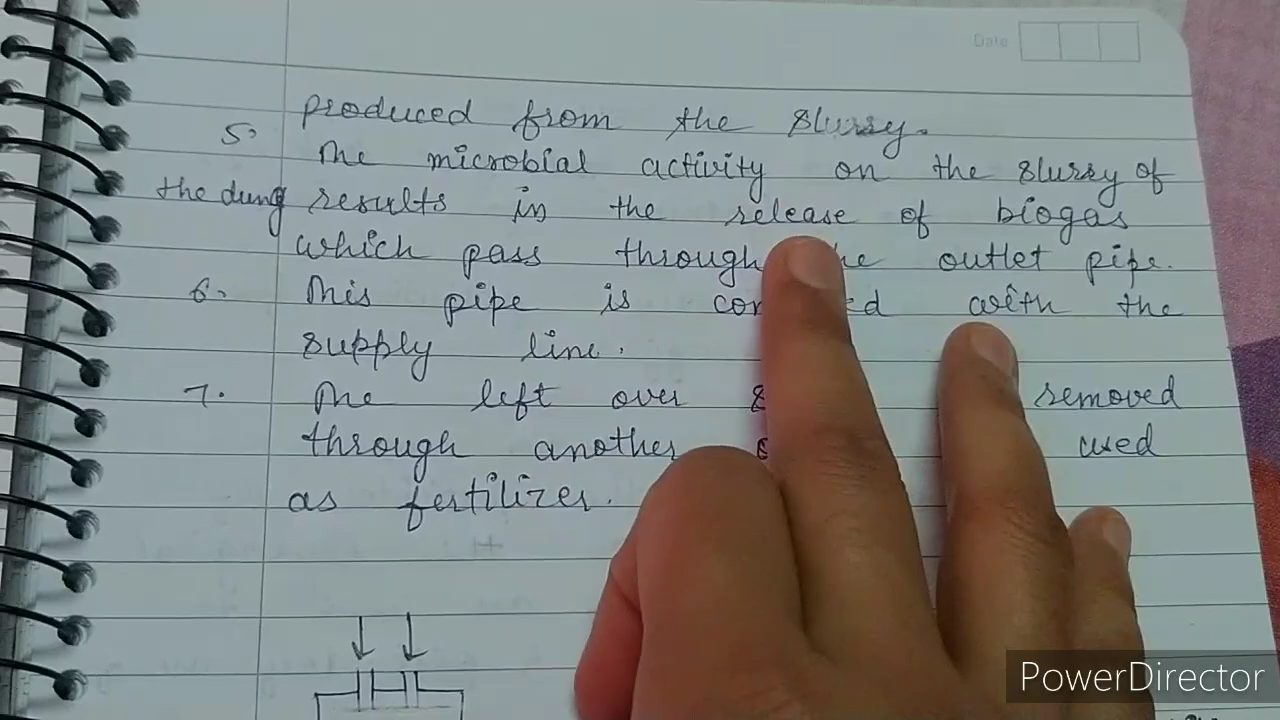 Date
produced from the slurry.
5. The microbial activity on the slurry of
the dung results in the release of biogas
which pass through outlet pipe.
6. This pipe is with the
supply line.
7. The left over removed
through another used
as fertilizer.
PowerDirector